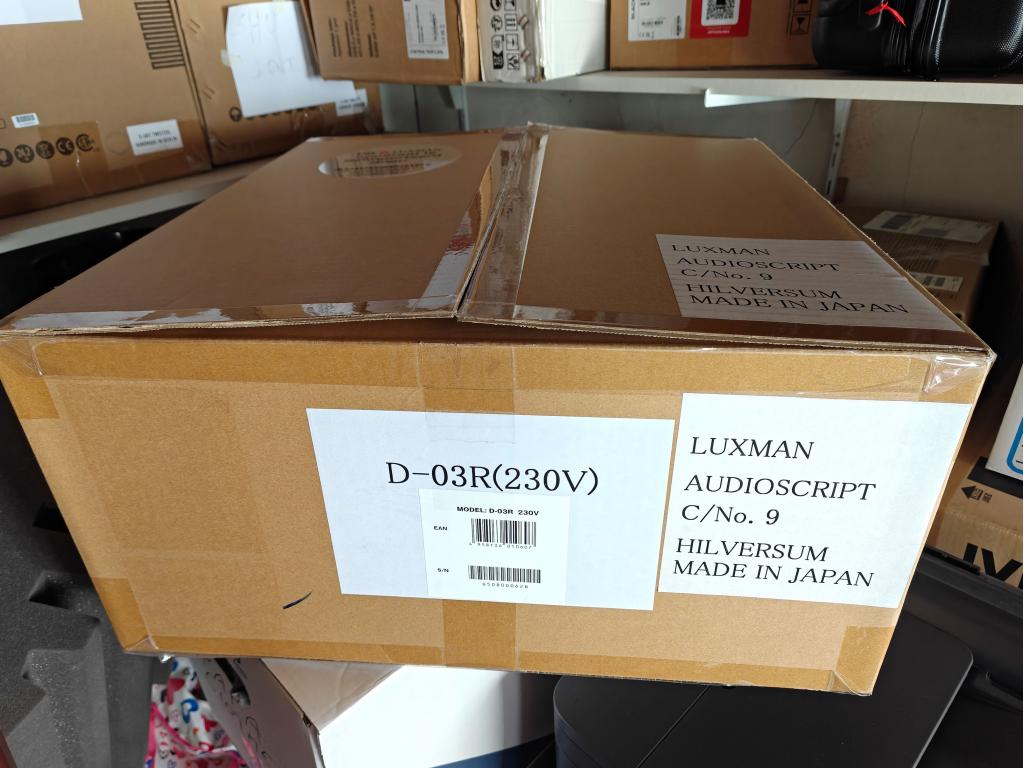 LUXMAN
AUDIOSCRIPT
C/No. 9
HILVERSUM
MADE IN JAPAN
D-03R(230V)
MODEL: D-03R 230V
EAN
S/N
LUXMAN
AUDIOSCRIPT
C/No. 9
HILVERSUM
MADE IN JAPAN